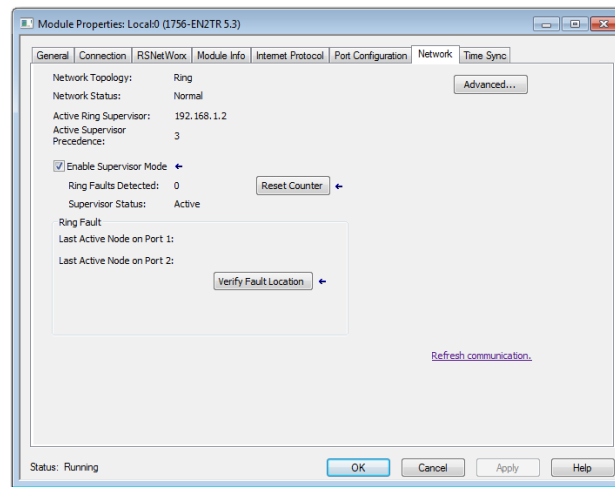 Module Properties: Local:0 (1756-EN2TR 5.3)
General Connection RSNetWorx Module Info Internet Protocol Port Configuration Network Time Sync
Network Topology: Ring
Advanced...
Network Status: Normal
Active Ring Supervisor: 192.168.1.2
Active Supervisor
Precedence: 3
Enable Supervisor Mode
Ring Faults Detected: 0 Reset Counter
Supervisor Status: Active
Ring Fault
Last Active Node on Port 1:
Last Active Node on Port 2:
Verify Fault Location
Refresh communication.
Status: Running OK Cancel Apply Help